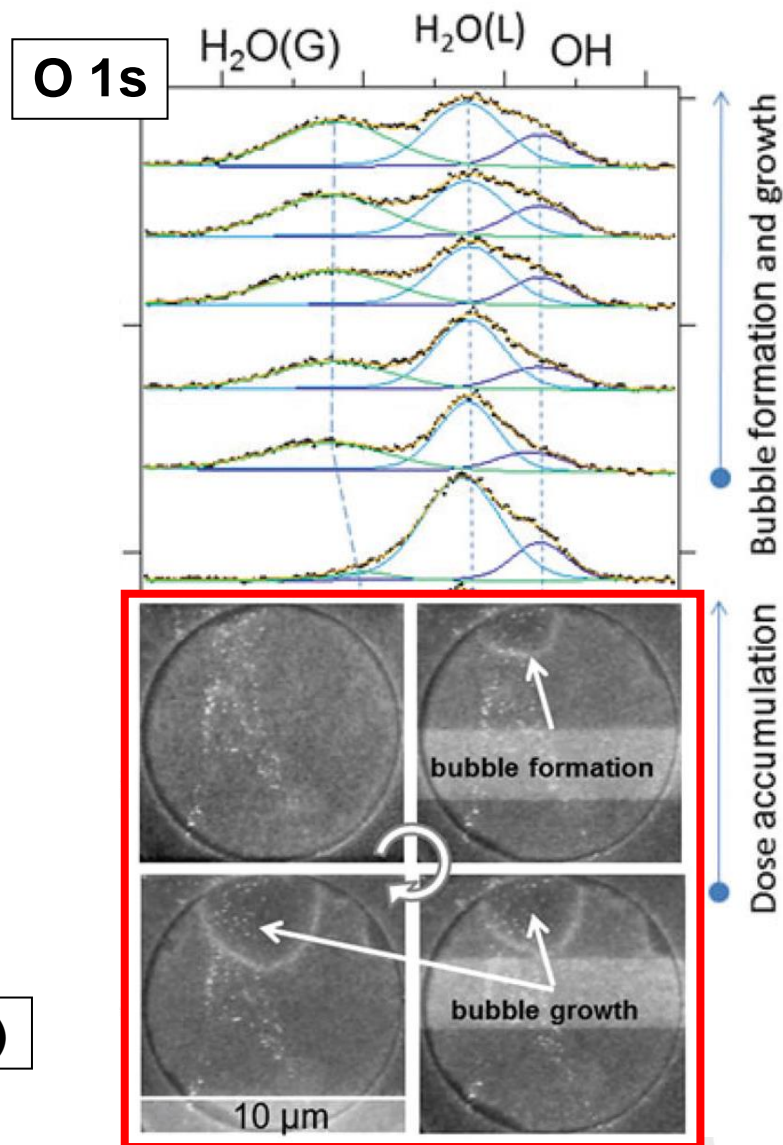 O 1s
H₂O(G)
H₂O(L)
OH
Bubble formation and growth
Dose accumulation
bubble formation
bubble growth
10 µm
)